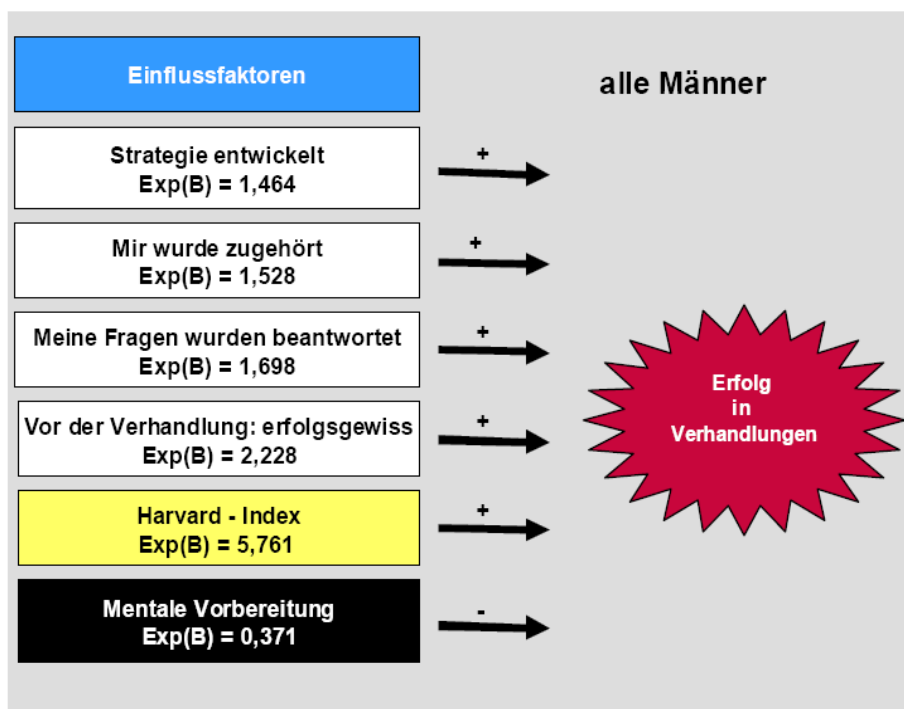 Einflussfaktoren
alle Männer
Strategie entwickelt
Exp(B) = 1,464
+
Mir wurde zugehört
Exp(B) = 1,528
+
Meine Fragen wurden beantwortet
Exp(B) = 1,698
+
Vor der Verhandlung: erfolgsgewiss
Exp(B) = 2,228
+
Harvard - Index
Exp(B) = 5,761
+
Mentale Vorbereitung
Exp(B) = 0,371
-
Erfolg
in
Verhandlungen